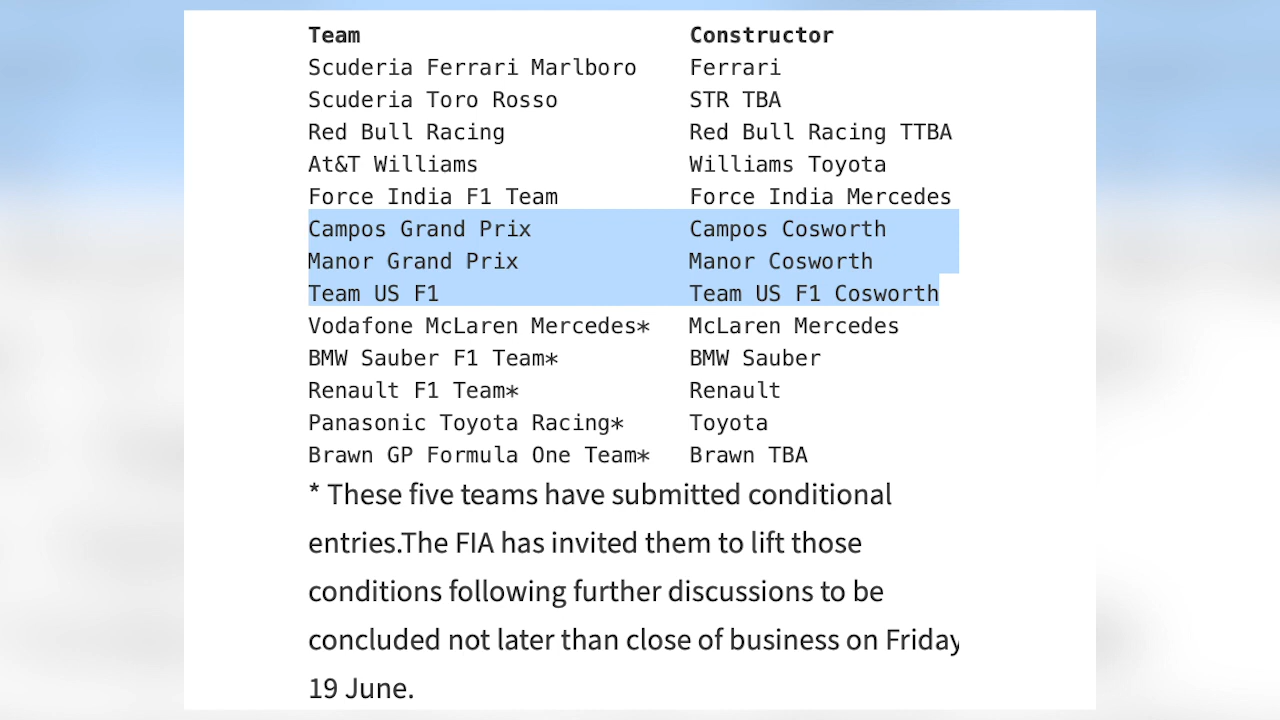 Team Constructor
Scuderia Ferrari Marlboro Ferrari
Scuderia Toro Rosso STR TBA
Red Bull Racing Red Bull Racing TTBA
At&T Williams Williams Toyota
Force India F1 Team Force India Mercedes
Campos Grand Prix Campos Cosworth
Manor Grand Prix Manor Cosworth
Team US F1 Team US F1 Cosworth
Vodafone McLaren Mercedes* McLaren Mercedes
BMW Sauber F1 Team* BMW Sauber
Renault F1 Team* Renault
Panasonic Toyota Racing* Toyota
Brawn GP Formula One Team* Brawn TBA
* These five teams have submitted conditional
entries.The FIA has invited them to lift those
conditions following further discussions to be
concluded not later than close of business on Friday
19 June.